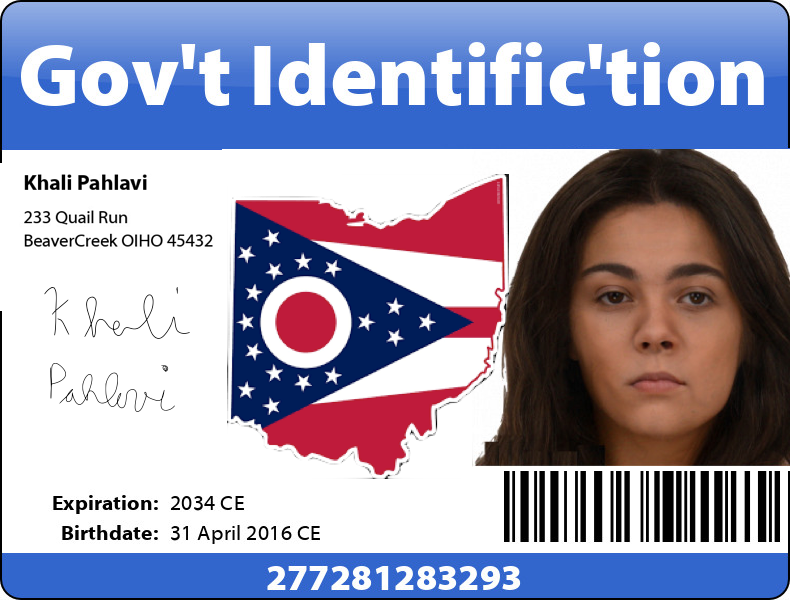 Gov't Identific'tion
Khali Pahlavi
233 Quail Run
BeaverCreek OIHO 45432
Khali
Pahlavi
Expiration: 2034 CE
Birthdate: 31 April 2016 CE
277281283293